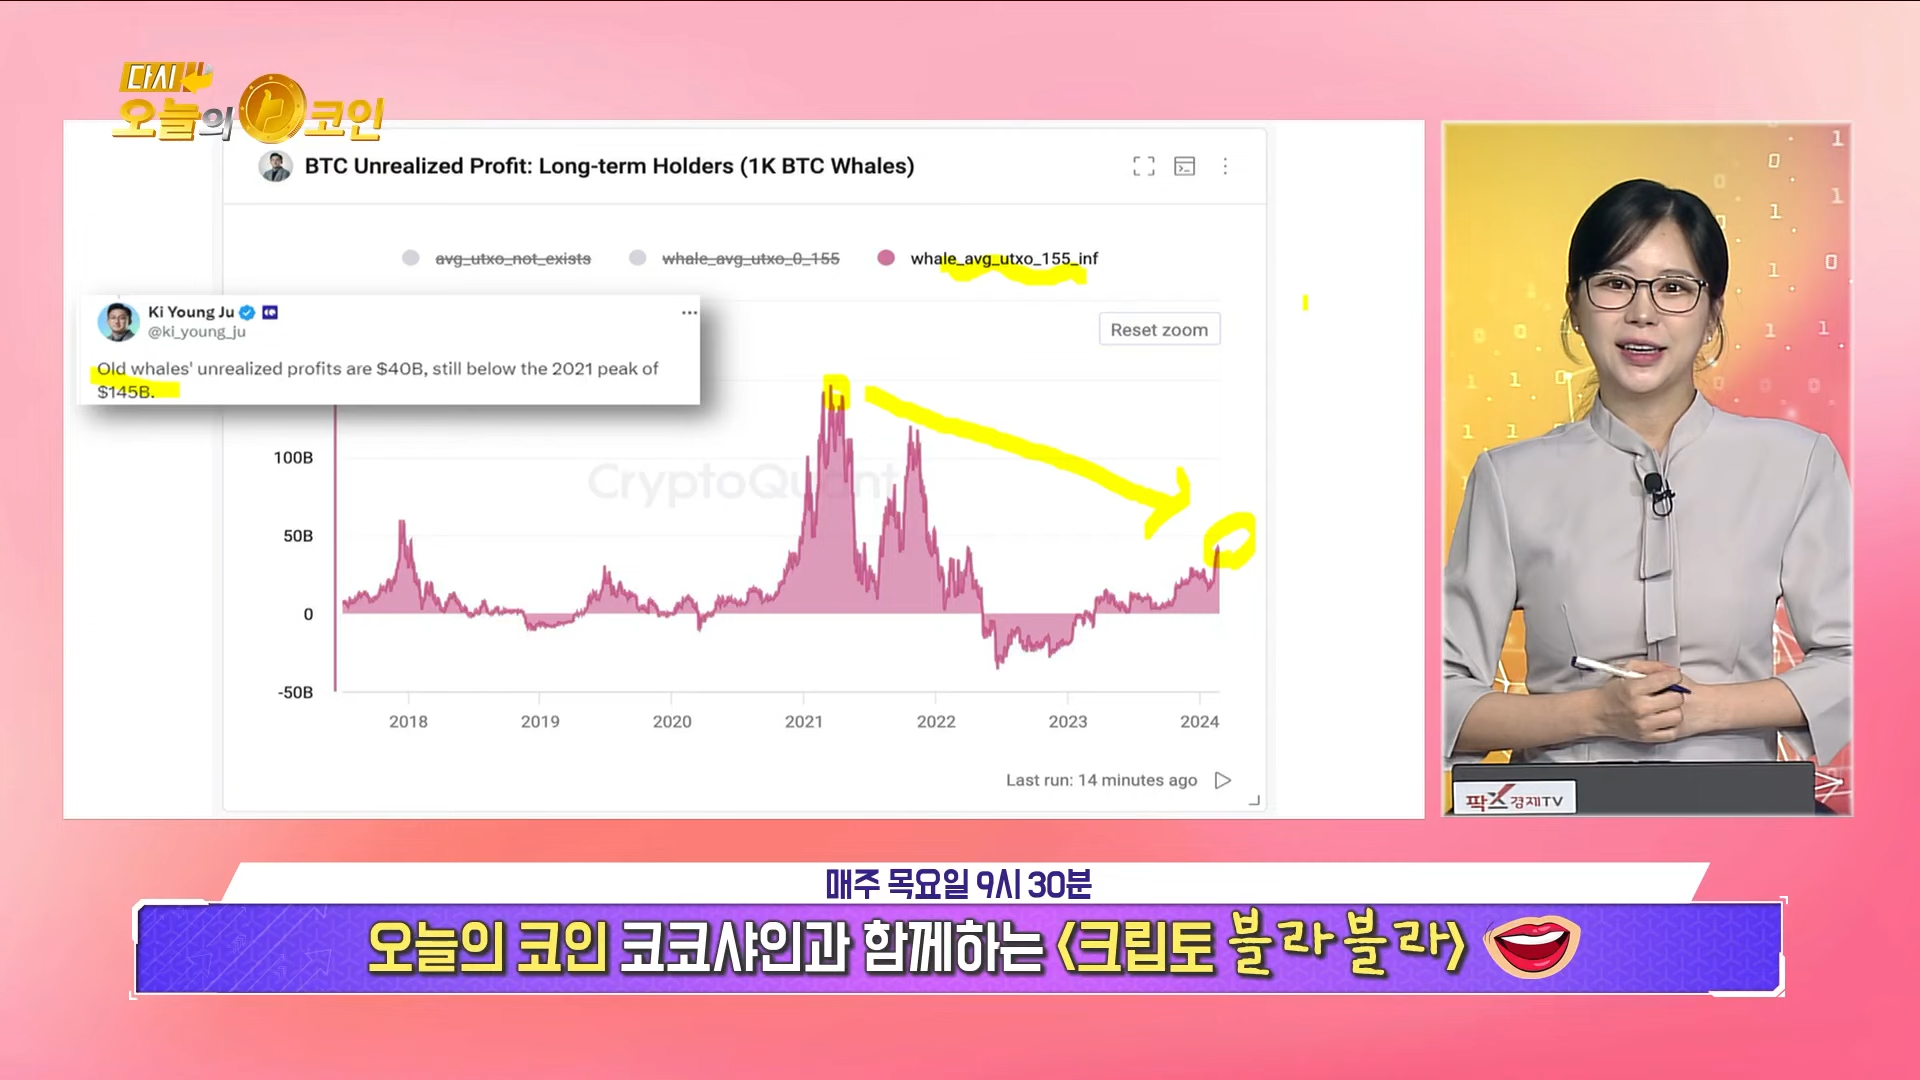 다시
오늘의 코인
BTC Unrealized Profit: Long-term Holders (1K BTC Whales)
avg_utxo_not_exists whale_avg_utxo_0_155 whale_avg_utxo_155_inf
Ki Young Ju
@ki_young_ju
Old whales' unrealized profits are $40B, still below the 2021 peak of
$145B.
Reset zoom
CryptoQuant
100B
50B
0
-50B
2018 2019 2020 2021 2022 2023 2024
Last run: 14 minutes ago
팍스경제TV
매주 목요일 9시 30분
오늘의 코인 코코샤인과 함께하는 <크립토 블라블라>